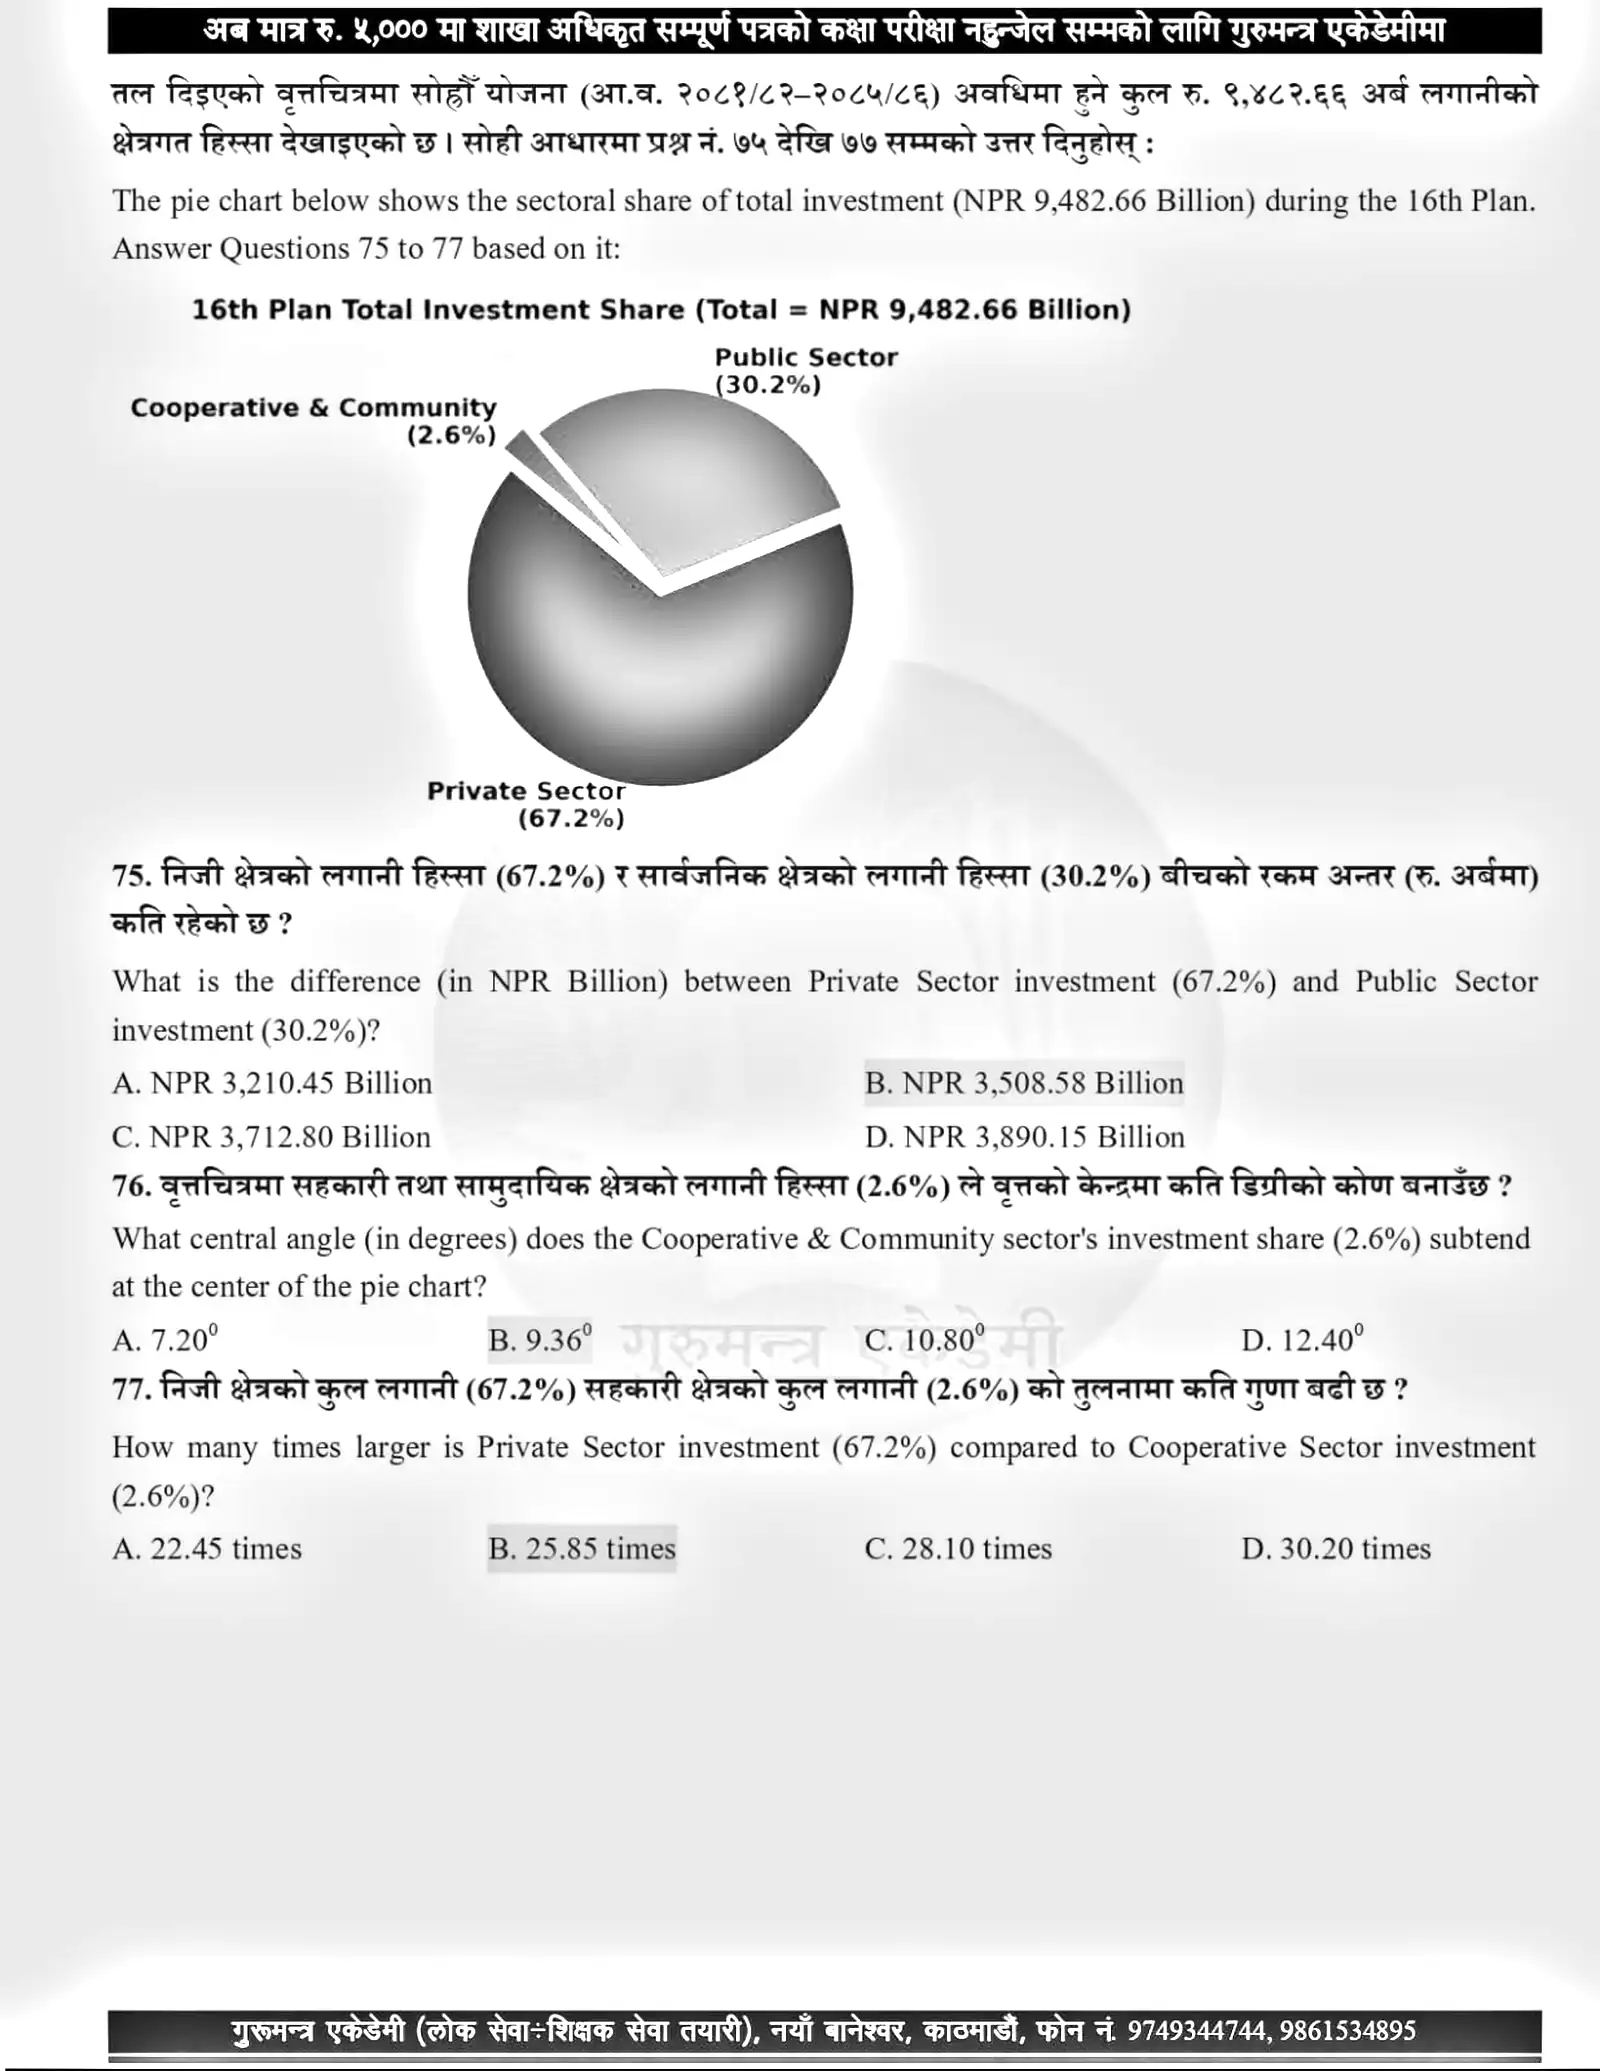 अब मात्र रु. ५,००० मा शाखा अधिकृत सम्पूर्ण पत्रको कक्षा परीक्षा नहुन्जेल सम्मको लागि गुरुमन्त्र एकेडेमीमा
तल दिइएको वृत्तचित्रमा सोह्रौँ योजना (आ.व. २०८१/८२–२०८५/८६) अवधिमा हुने कुल रु. ९,४८२.६६ अर्ब लगानीको
क्षेत्रगत हिस्सा देखाइएको छ । सोही आधारमा प्रश्न नं. ७५ देखि ७७ सम्मको उत्तर दिनुहोस् :
The pie chart below shows the sectoral share of total investment (NPR 9,482.66 Billion) during the 16th Plan.
Answer Questions 75 to 77 based on it:
16th Plan Total Investment Share (Total = NPR 9,482.66 Billion)
Public Sector
(30.2%)
Cooperative & Community
(2.6%)
Private Sector
(67.2%)
75. निजी क्षेत्रको लगानी हिस्सा (67.2%) र सार्वजनिक क्षेत्रको लगानी हिस्सा (30.2%) बीचको रकम अन्तर (रु. अर्बमा)
कति रहेको छ ?
What is the difference (in NPR Billion) between Private Sector investment (67.2%) and Public Sector
investment (30.2%)?
A. NPR 3,210.45 Billion B. NPR 3,508.58 Billion
C. NPR 3,712.80 Billion D. NPR 3,890.15 Billion
76. वृत्तचित्रमा सहकारी तथा सामुदायिक क्षेत्रको लगानी हिस्सा (2.6%) ले वृत्तको केन्द्रमा कति डिग्रीको कोण बनाउँछ ?
What central angle (in degrees) does the Cooperative & Community sector's investment share (2.6%) subtend
at the center of the pie chart?
A. 7.20⁰ B. 9.36⁰ C. 10.80⁰ D. 12.40⁰
गुरुमन्त्र एकेडेमी
77. निजी क्षेत्रको कुल लगानी (67.2%) सहकारी क्षेत्रको कुल लगानी (2.6%) को तुलनामा कति गुणा बढी छ ?
How many times larger is Private Sector investment (67.2%) compared to Cooperative Sector investment
(2.6%)?
A. 22.45 times B. 25.85 times C. 28.10 times D. 30.20 times
गुरूमन्त्र एकेडेमी (लोक सेवा÷शिक्षक सेवा तयारी), नयाँ बानेश्वर, काठमाडौं, फोन नं. 9749344744, 9861534895